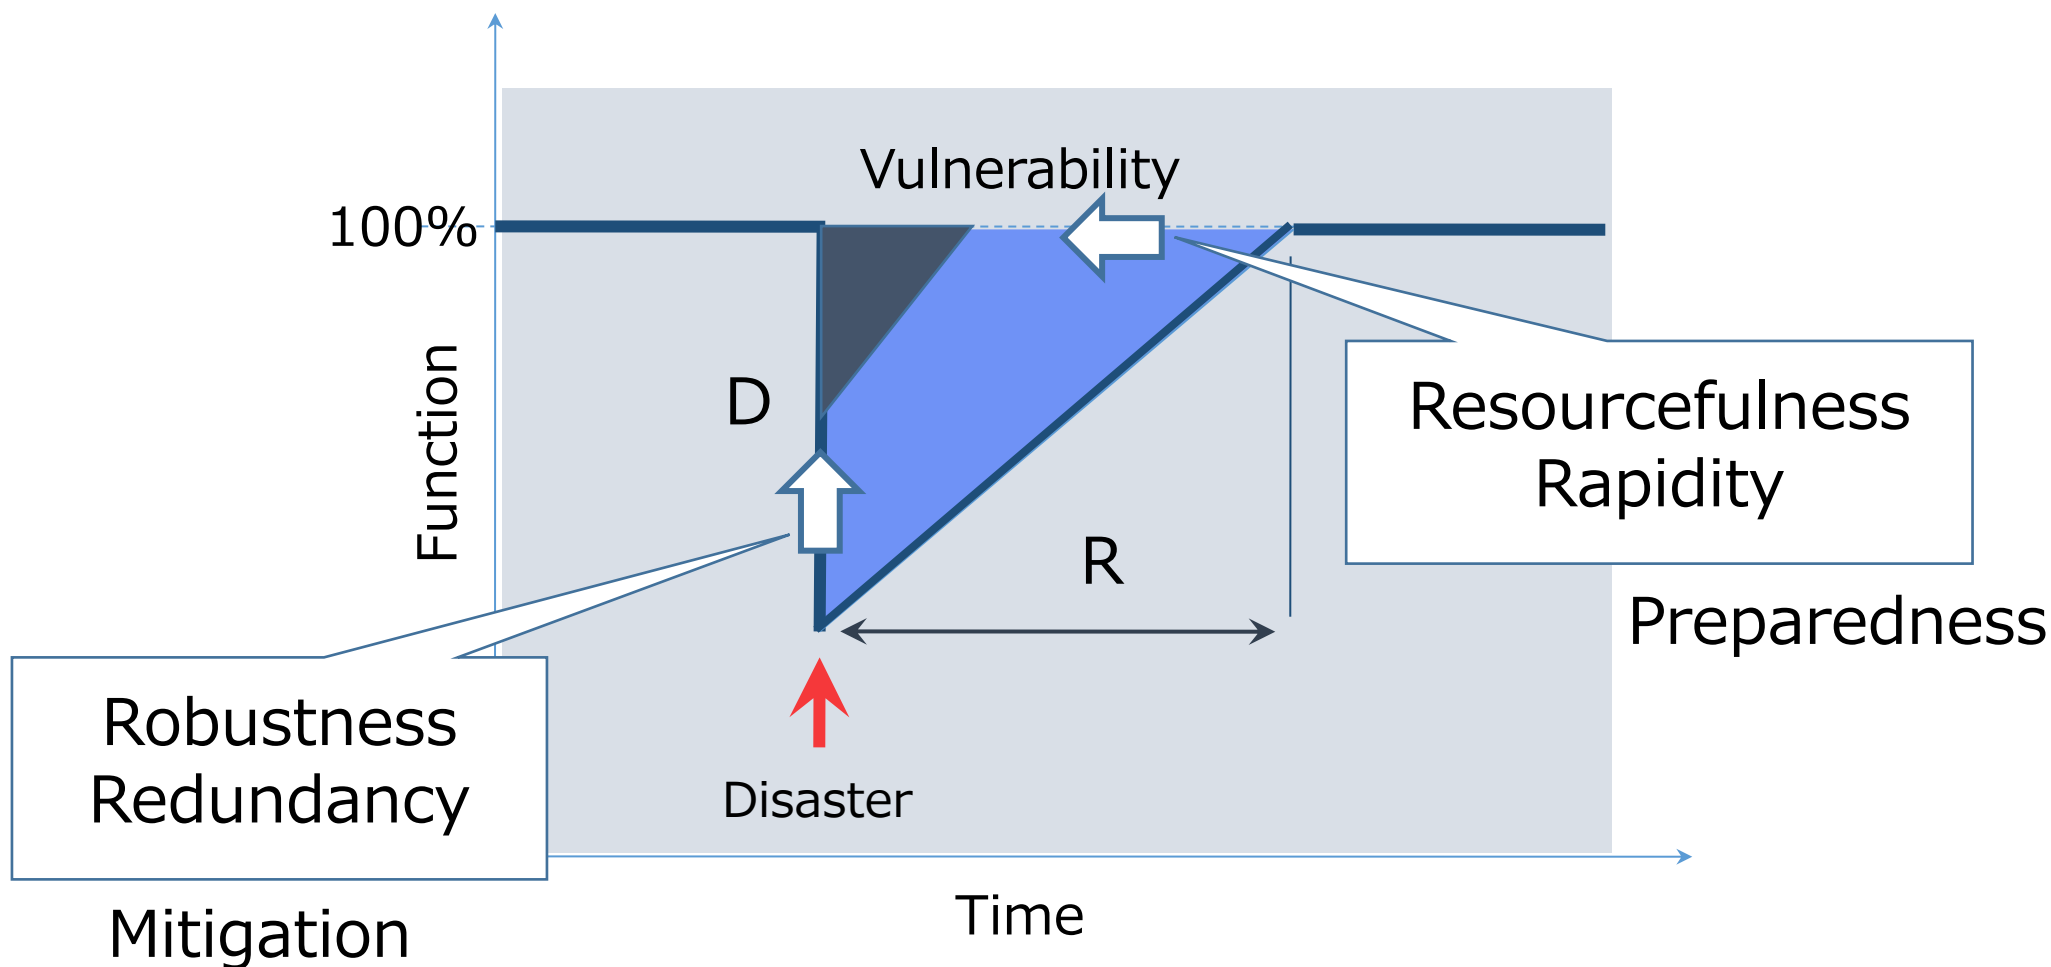 Vulnerability
100%
Function
D
Resourcefulness
Rapidity
R
Preparedness
Robustness
Redundancy
Disaster
Time
Mitigation